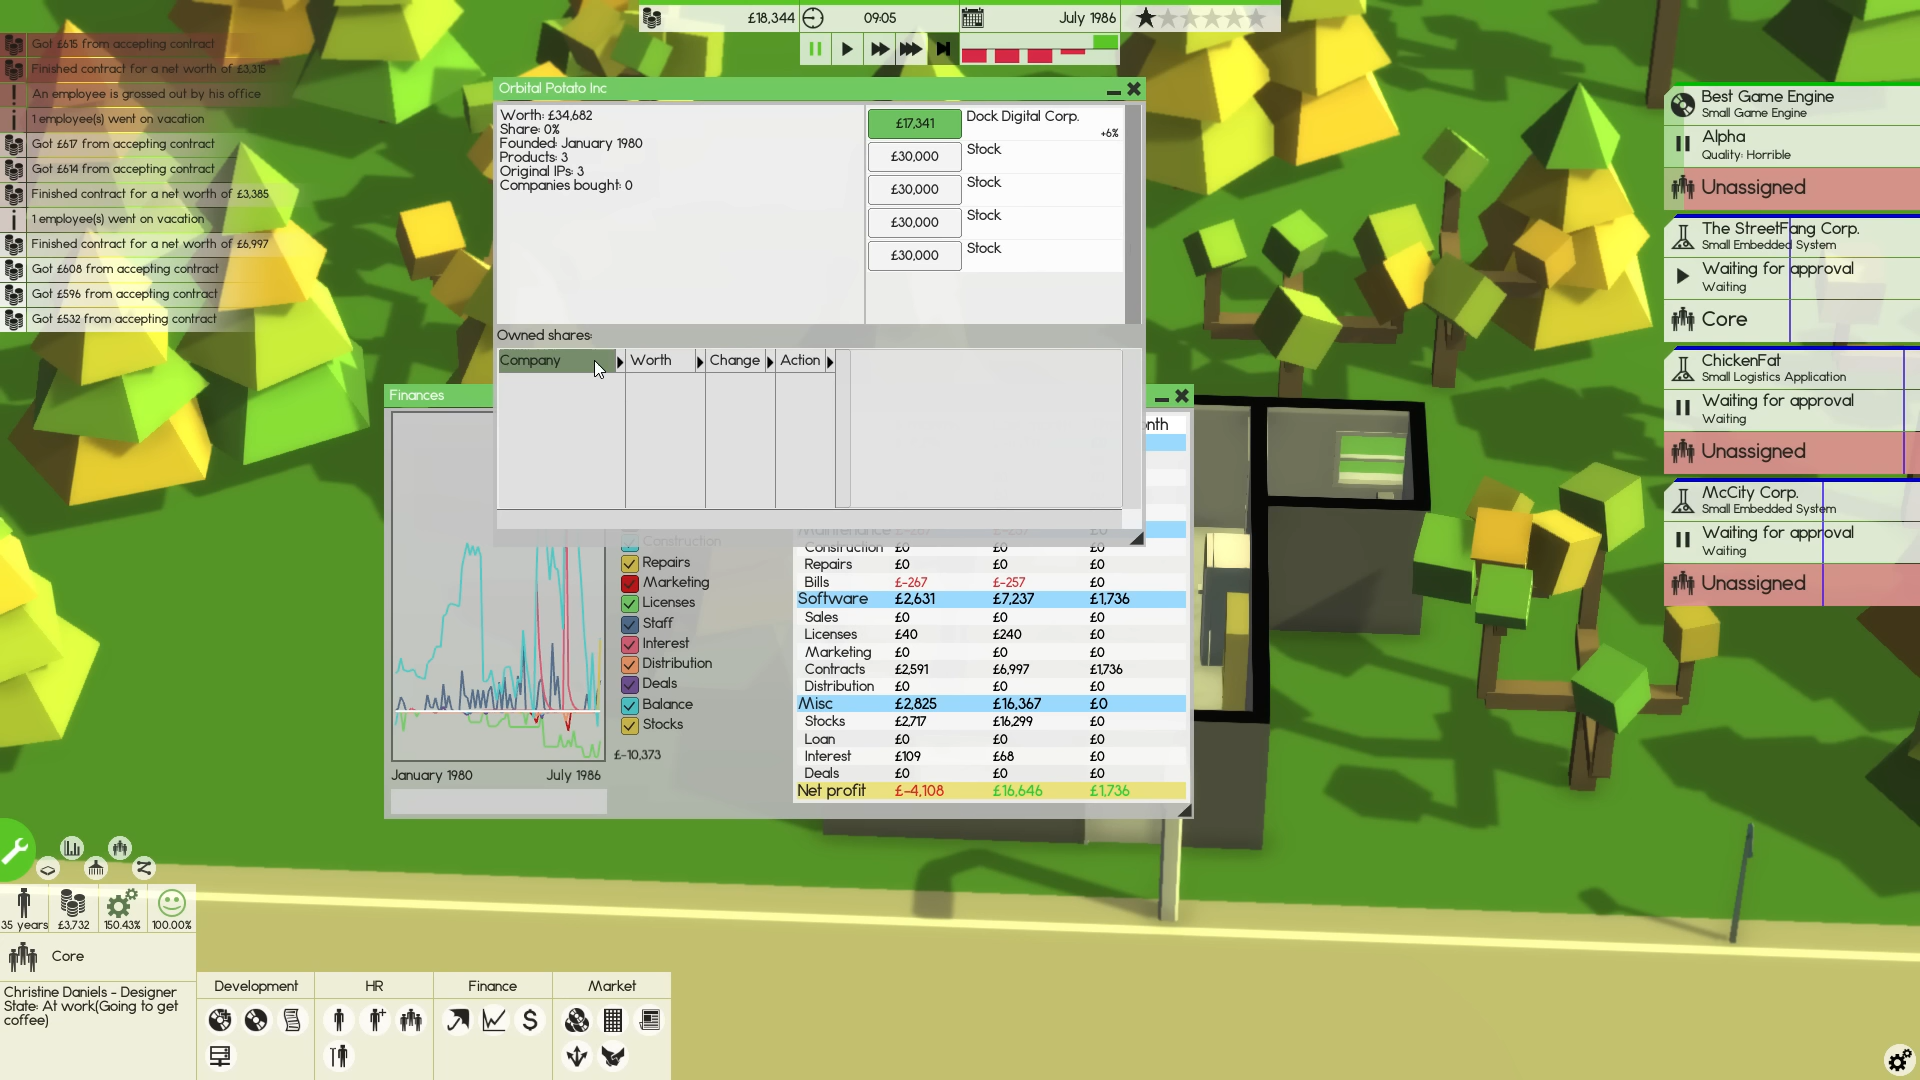 £18,344
09:05
July 1986
Got £615 from accepting contract
Finished contract for a net worth of £3,315
An employee is grossed out by his office
1 employee(s) went on vacation
Got £617 from accepting contract
Got £614 from accepting contract
Finished contract for a net worth of £3,385
1 employee(s) went on vacation
Finished contract for a net worth of £6,997
Got £608 from accepting contract
Got £596 from accepting contract
Got £532 from accepting contract
Orbital Potato Inc
Worth: £34,682
Share: 0%
Founded: January 1980
Products: 3
Original IPs: 3
Companies bought: 0
£17,341 Dock Digital Corp.
+6%
£30,000 Stock
£30,000 Stock
£30,000 Stock
£30,000 Stock
Owned shares:
Company Worth Change Action
Finances
Construction
Repairs
Marketing
Licenses
Staff
Interest
Distribution
Deals
Balance
Stocks
£-10,373
January 1980 July 1986
Maintenance £-267 £-257 £0
Construction £0 £0 £0
Repairs £0 £0 £0
Bills £-267 £-257 £0
Software £2,631 £7,237 £1,736
Sales £0 £0 £0
Licenses £40 £240 £0
Marketing £0 £0 £0
Contracts £2,591 £6,997 £1,736
Distribution £0 £0 £0
Misc £2,825 £16,367 £0
Stocks £2,717 £16,299 £0
Loan £0 £0 £0
Interest £109 £68 £0
Deals £0 £0 £0
Net profit £-4,108 £16,646 £1,736
Best Game Engine
Small Game Engine
Alpha
Quality: Horrible
Unassigned
The StreetFang Corp.
Small Embedded System
Waiting for approval
Waiting
Core
ChickenFat
Small Logistics Application
Waiting for approval
Waiting
Unassigned
McCity Corp.
Small Embedded System
Waiting for approval
Waiting
Unassigned
35 years £3,732 150.43% 100.00%
Core
Christine Daniels - Designer
State: At work(Going to get
coffee)
Development HR Finance Market